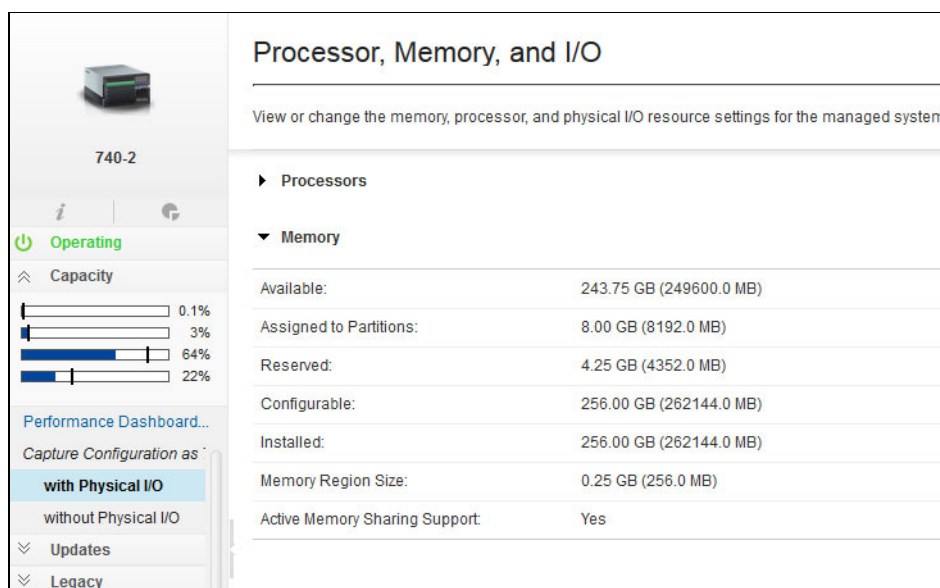 740-2
i
Operating
Capacity
0.1%
3%
64%
22%
Performance Dashboard...
Capture Configuration as
with Physical I/O
without Physical I/O
Updates
Legacy
Processor, Memory, and I/O
View or change the memory, processor, and physical I/O resource settings for the managed system
Processors
Memory
Available: 243.75 GB (249600.0 MB)
Assigned to Partitions: 8.00 GB (8192.0 MB)
Reserved: 4.25 GB (4352.0 MB)
Configurable: 256.00 GB (262144.0 MB)
Installed: 256.00 GB (262144.0 MB)
Memory Region Size: 0.25 GB (256.0 MB)
Active Memory Sharing Support: Yes